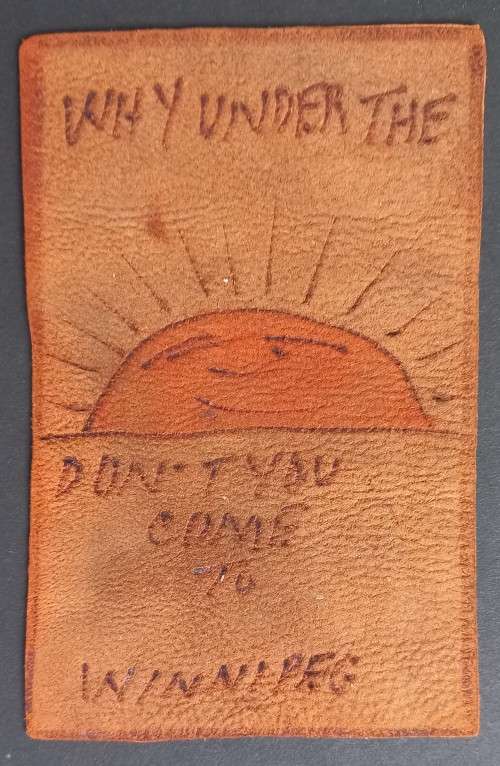 WHY UNDER THE
DON'T YOU
COME
TO
WINNIPEG